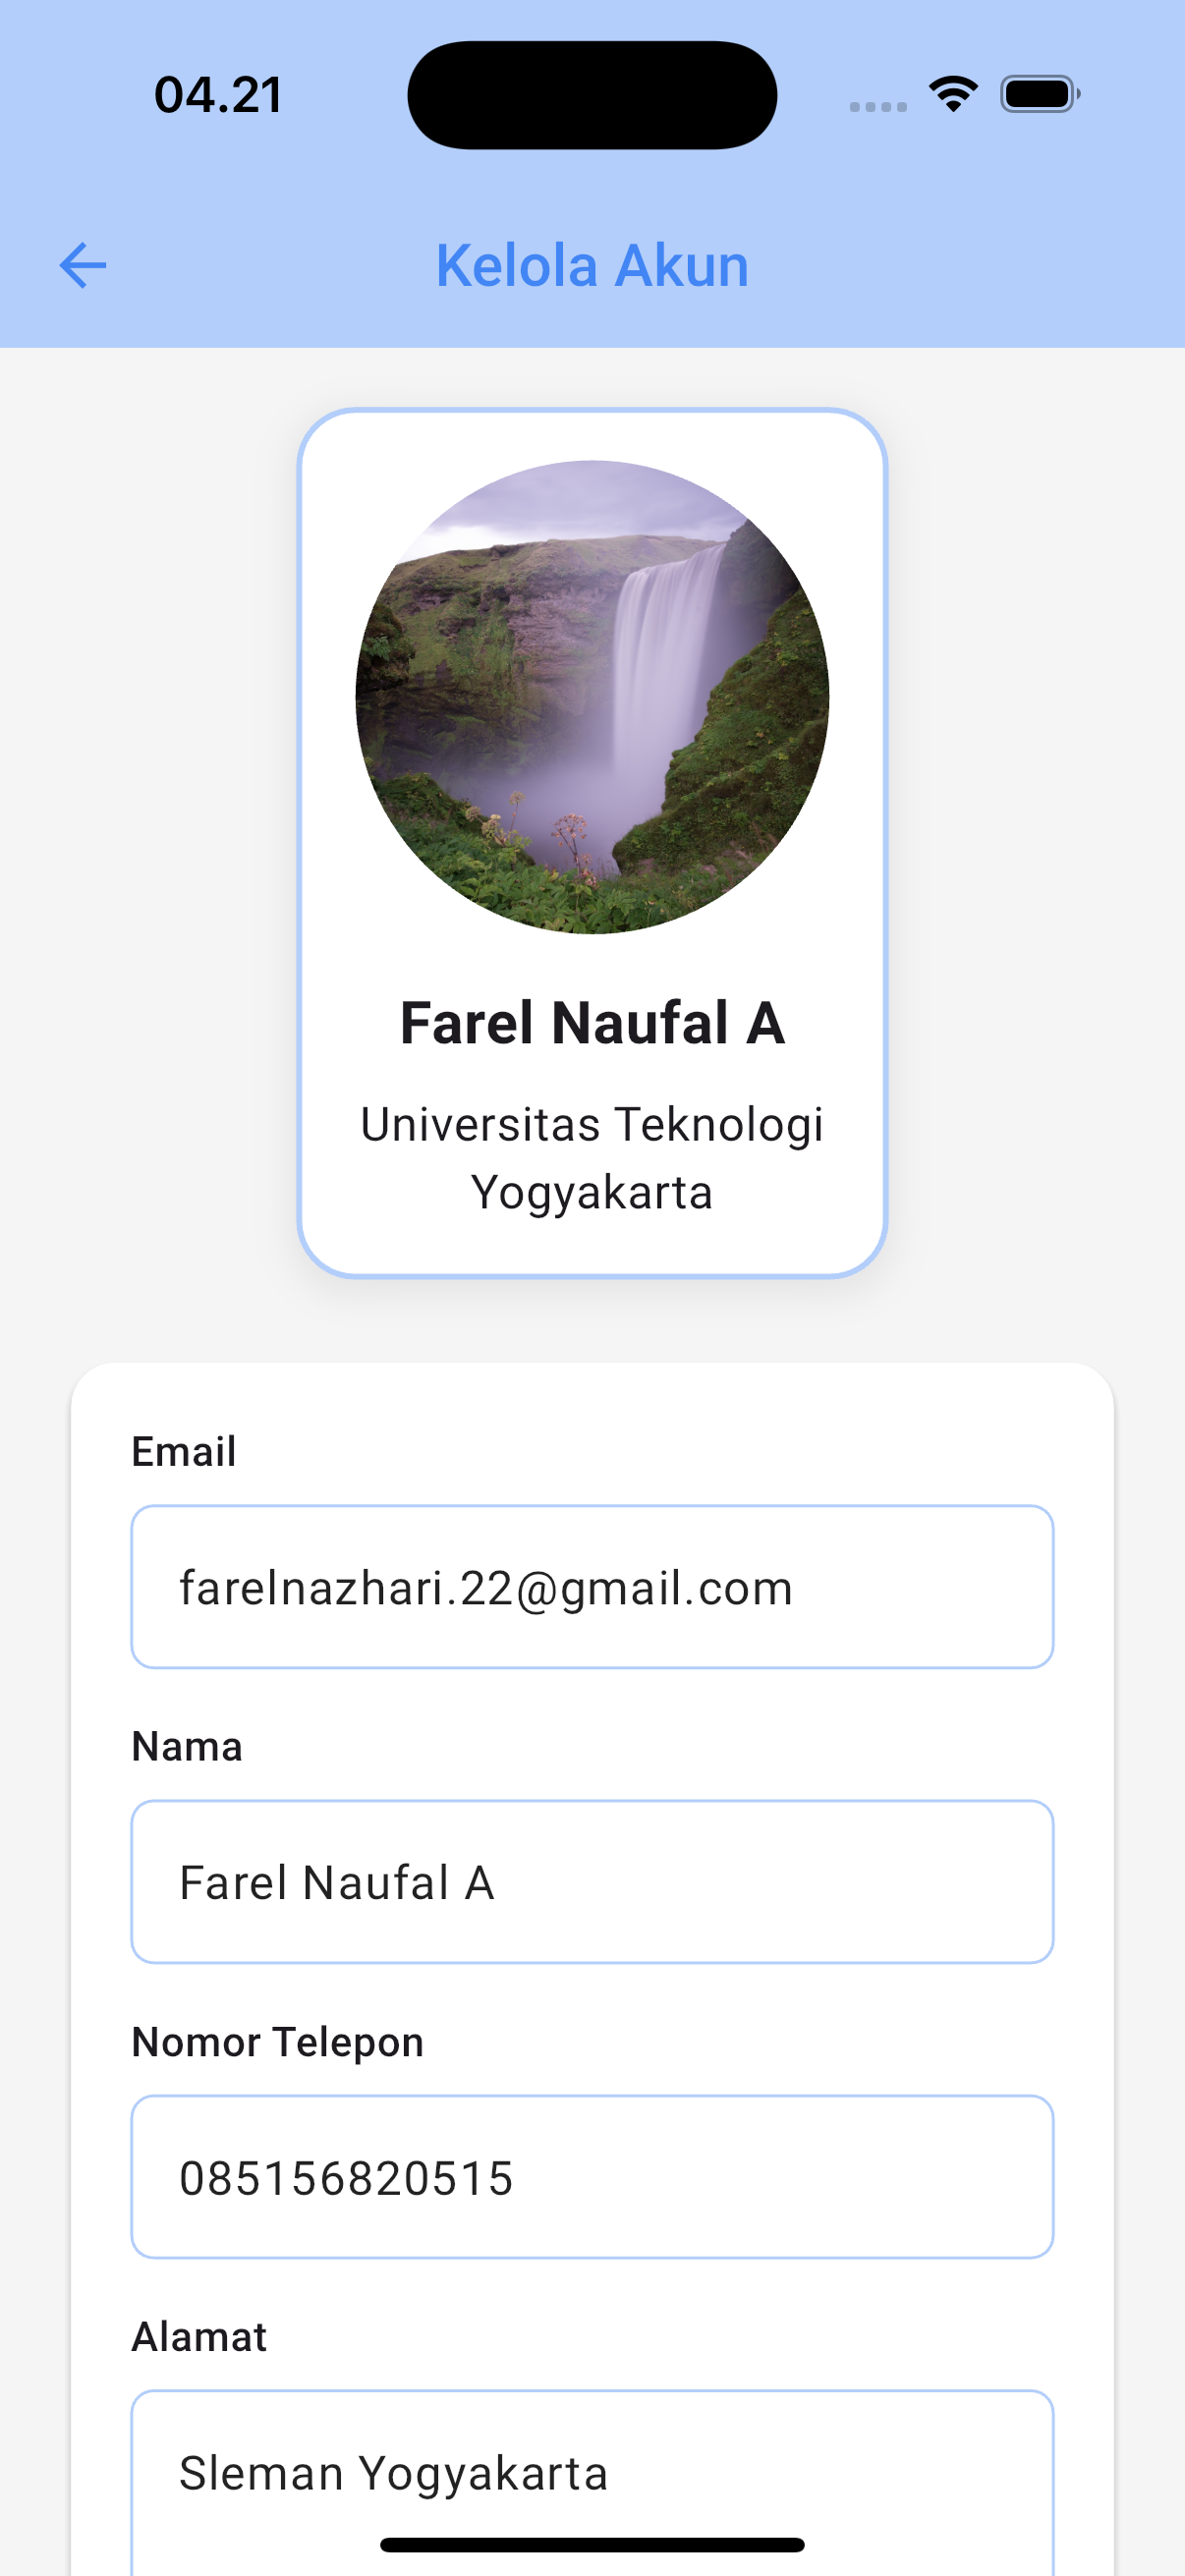 04.21
Kelola Akun
Farel Naufal A
Universitas Teknologi
Yogyakarta
Email
farelnazhari.22@gmail.com
Nama
Farel Naufal A
Nomor Telepon
085156820515
Alamat
Sleman Yogyakarta